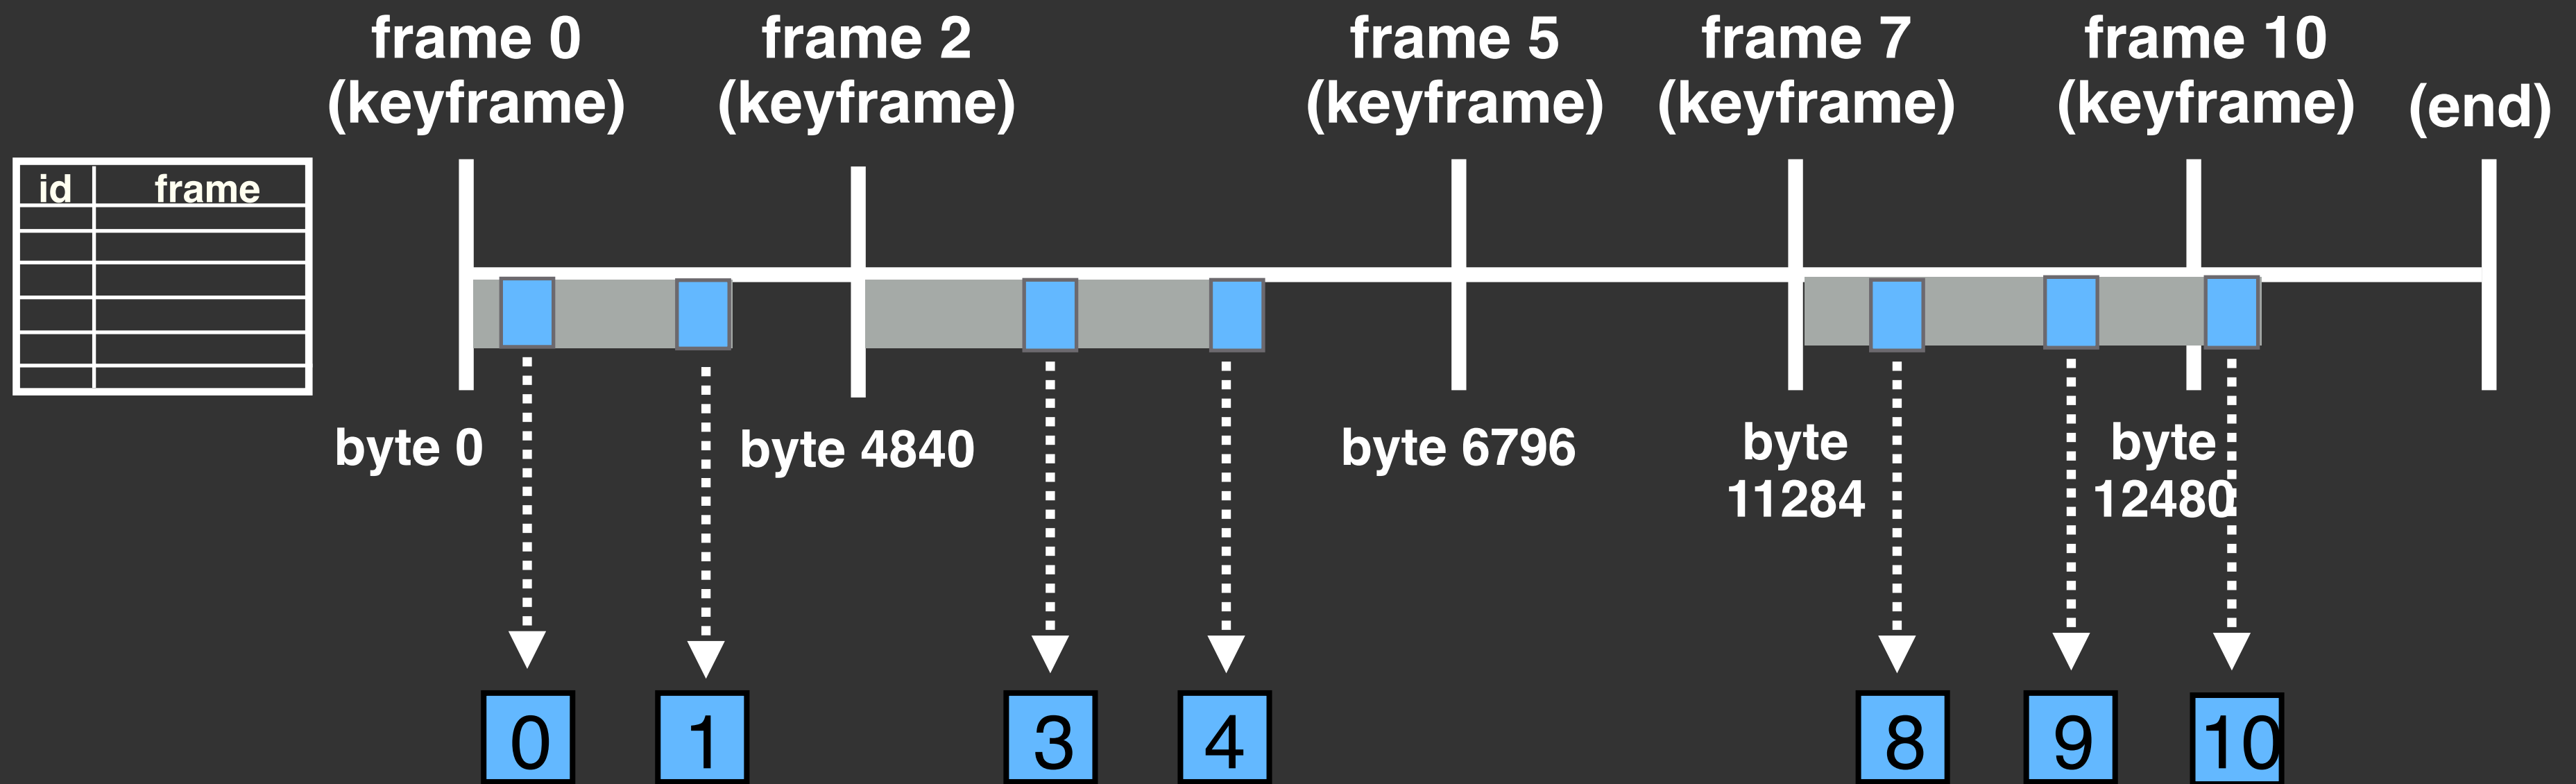 frame 0
(keyframe)
frame 2
(keyframe)
frame 5
(keyframe)
frame 7
(keyframe)
frame 10
(keyframe)
(end)
id frame
byte 0
byte 4840
byte 6796
byte
11284
byte
12480
0 1 3 4 8 9 10